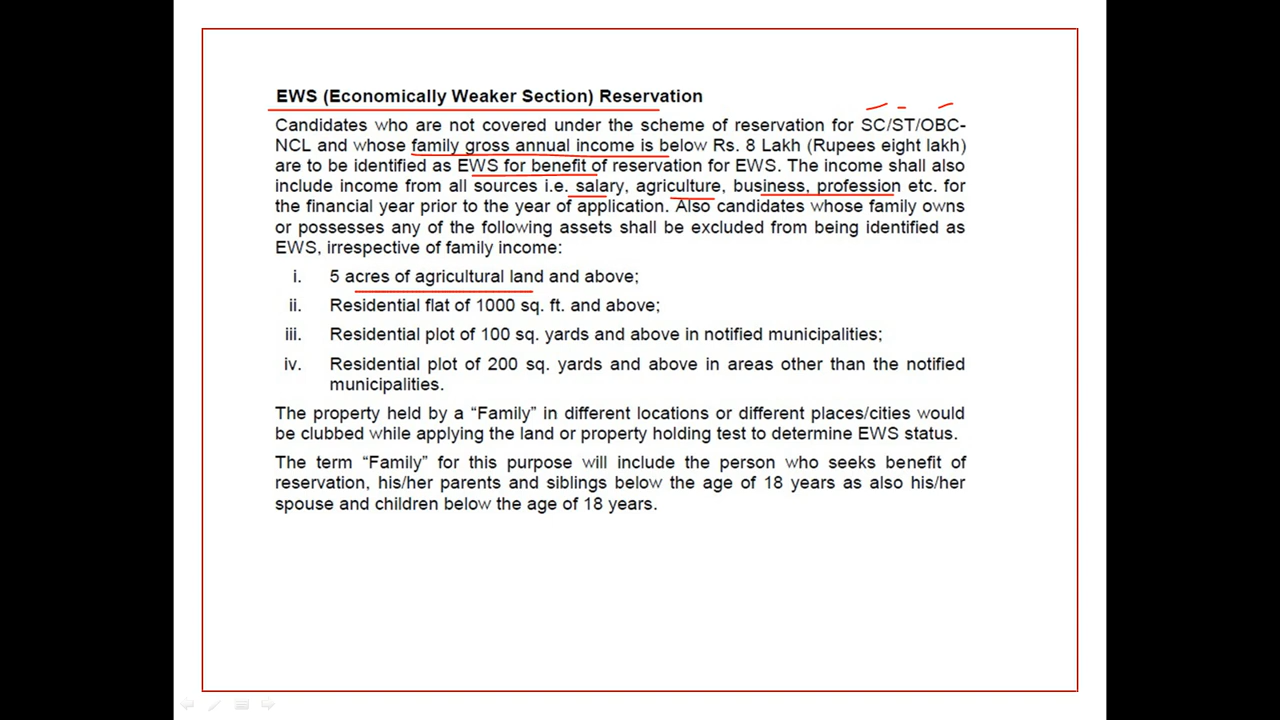 EWS (Economically Weaker Section) Reservation
Candidates who are not covered under the scheme of reservation for SC/ST/OBC-
NCL and whose family gross annual income is below Rs. 8 Lakh (Rupees eight lakh)
are to be identified as EWS for benefit of reservation for EWS. The income shall also
include income from all sources i.e. salary, agriculture, business, profession etc. for
the financial year prior to the year of application. Also candidates whose family owns
or possesses any of the following assets shall be excluded from being identified as
EWS, irrespective of family income:
i. 5 acres of agricultural land and above;
ii. Residential flat of 1000 sq. ft. and above;
iii. Residential plot of 100 sq. yards and above in notified municipalities;
iv. Residential plot of 200 sq. yards and above in areas other than the notified
municipalities.
The property held by a “Family” in different locations or different places/cities would
be clubbed while applying the land or property holding test to determine EWS status.
The term “Family” for this purpose will include the person who seeks benefit of
reservation, his/her parents and siblings below the age of 18 years as also his/her
spouse and children below the age of 18 years.